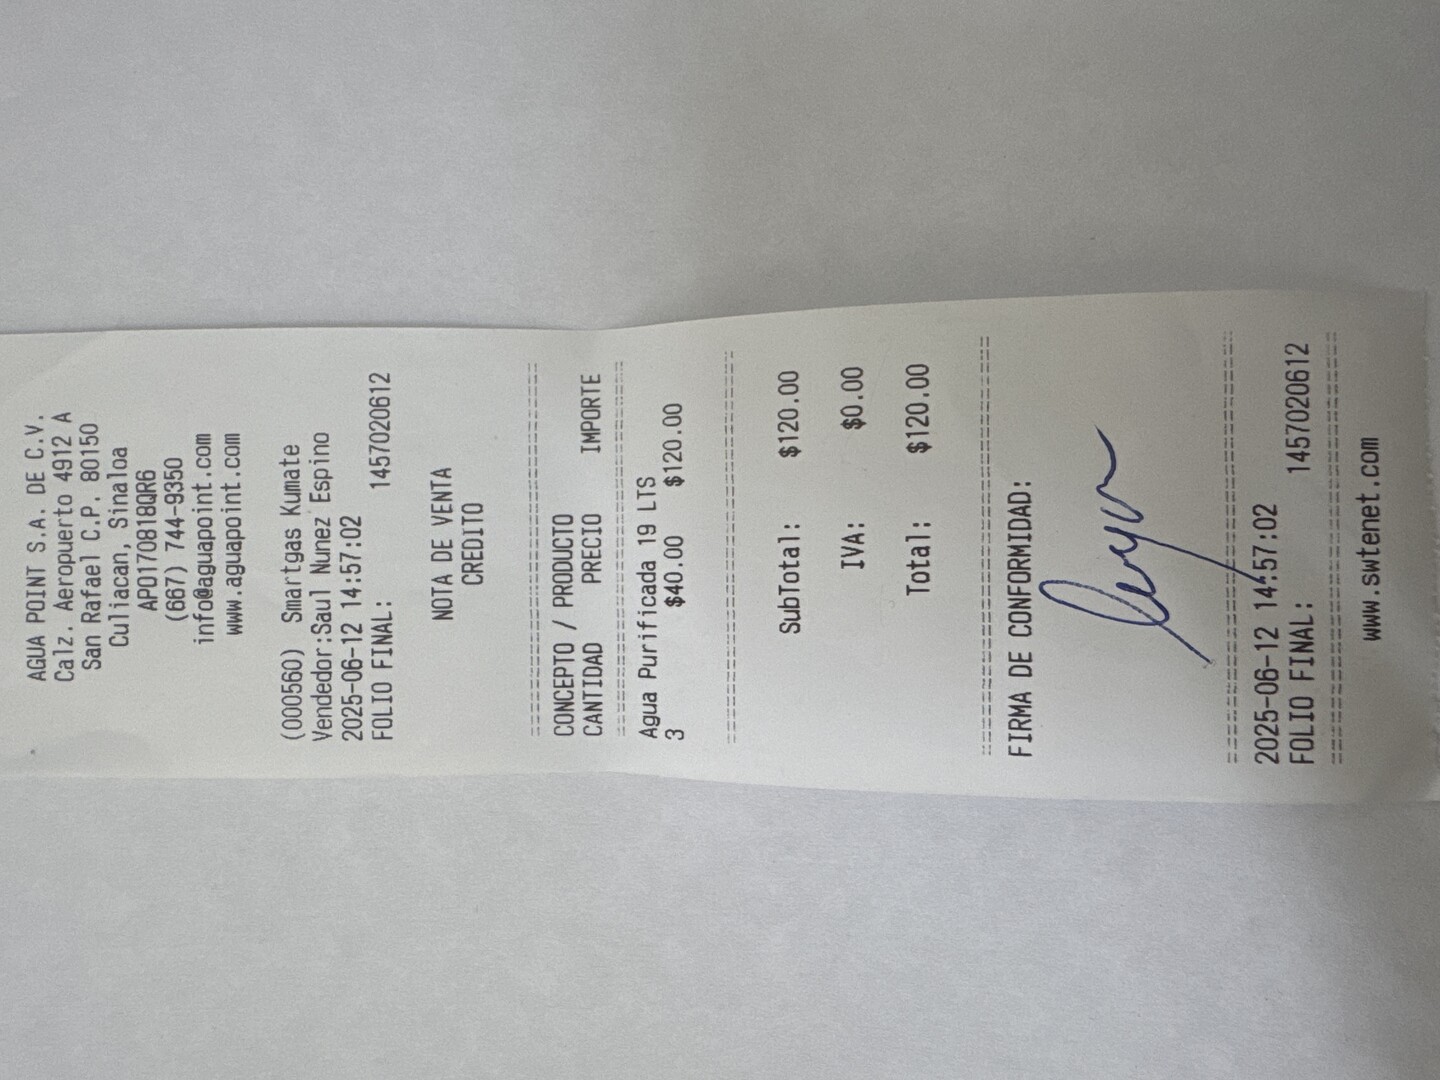 AGUA POINT S.A. DE C.V.
Calz. Aeropuerto 4912 A
San Rafael C.P. 80150
Culiacan, Sinaloa
APO170818QR6
(667) 744-9350
info@aguapoint.com
www.aguapoint.com
(000560) Smartgas Kumate
Vendedor:Saul Nunez Espino
2025-06-12 14:57:02
FOLIO FINAL: 1457020612
NOTA DE VENTA
CREDITO
CONCEPTO / PRODUCTO
CANTIDAD PRECIO IMPORTE
Agua Purificada 19 LTS
3 $40.00 $120.00
SubTotal: $120.00
IVA: $0.00
Total: $120.00
FIRMA DE CONFORMIDAD:
2025-06-12 14:57:02
FOLIO FINAL: 1457020612
www.swtenet.com